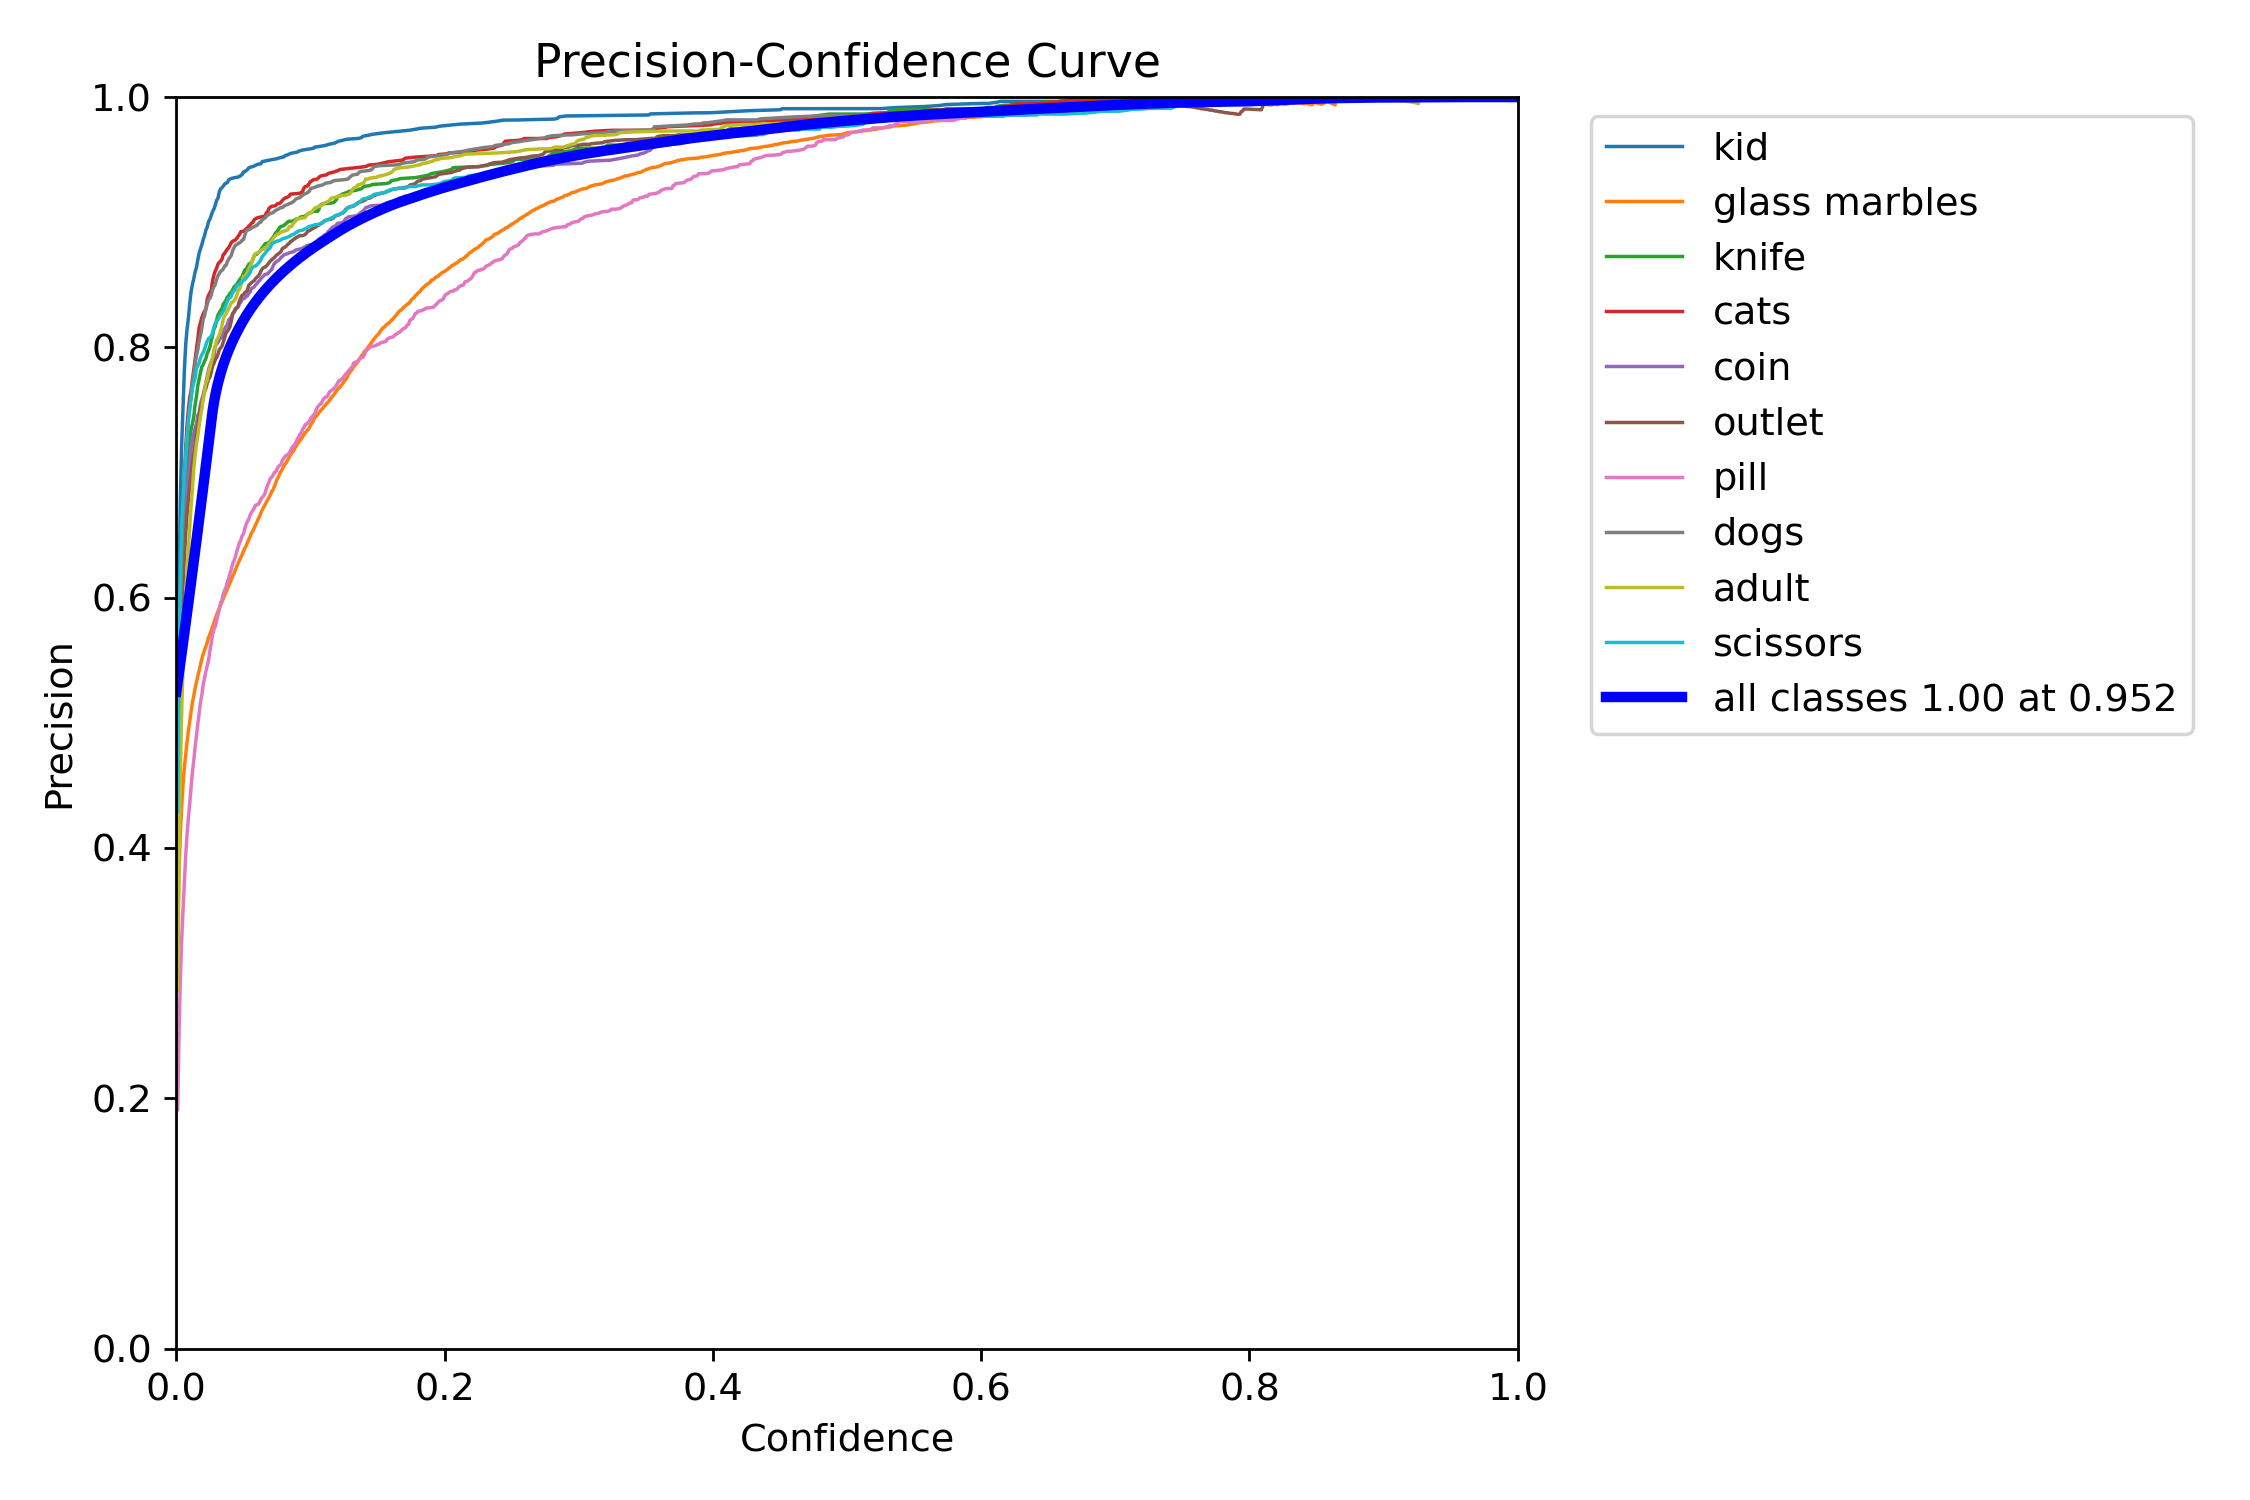 Precision-Confidence Curve
1.0
0.8
0.6
0.4
0.2
0.0
Precision
0.0 0.2 0.4 0.6 0.8 1.0
Confidence
kid
glass marbles
knife
cats
coin
outlet
pill
dogs
adult
scissors
all classes 1.00 at 0.952